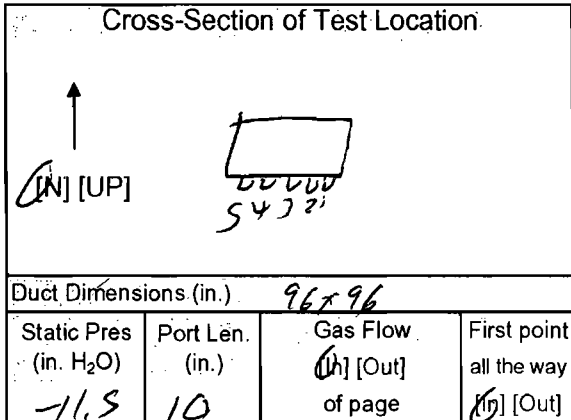 Cross-Section of Test Location
[N] [UP]
5 4 3 2 1
Duct Dimensions (in.) 96 x 96
Static Pres (in. H₂O) Port Len. (in.) Gas Flow [In] [Out] of page First point all the way [In] [Out]
-11.5 10